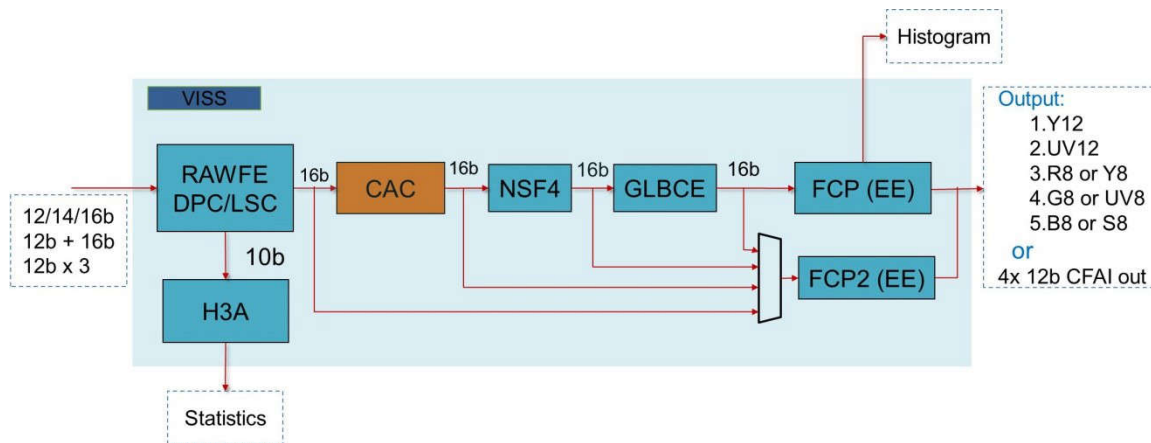 Histogram
VISS
Output:
1.Y12
2.UV12
3.R8 or Y8
4.G8 or UV8
5.B8 or S8
or
4x 12b CFAI out
RAWFE
DPC/LSC
16b
CAC
16b
NSF4
16b
GLBCE
16b
FCP (EE)
12/14/16b
12b + 16b
12b x 3
10b
FCP2 (EE)
H3A
Statistics